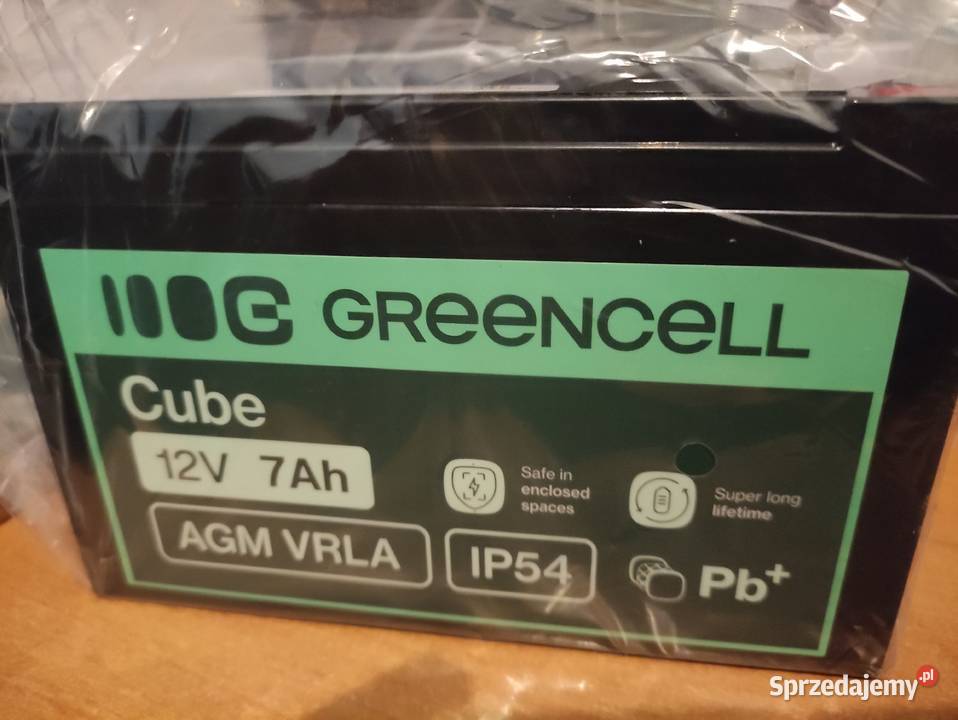 GREENCELL
Cube
12V 7Ah
Safe in
enclosed
spaces
Super long
lifetime
AGM VRLA
IP54
Pb+
Sprzedajemy.pl